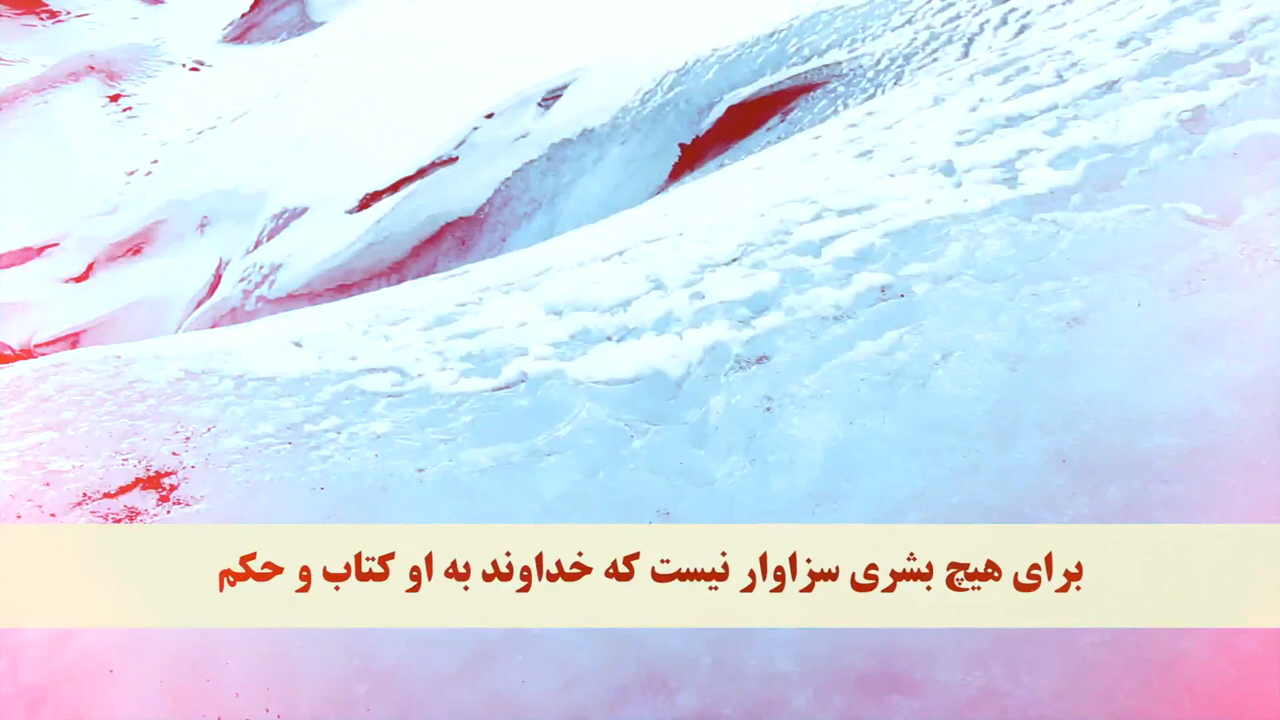 برای هیچ بشری سزاوار نیست که خداوند به او کتاب و حکم